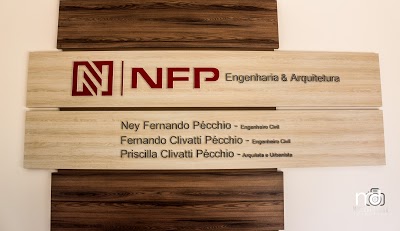 NFP Engenharia & Arquitetura
Ney Fernando Pécchio - Engenheiro Civil
Fernando Clivatti Pécchio - Engenheiro Civil
Priscilla Clivatti Pécchio - Arquiteta e Urbanista